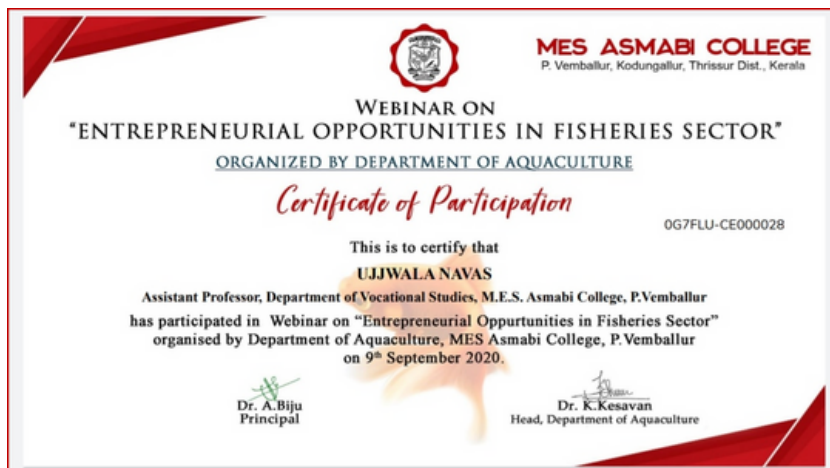 MES ASMABI COLLEGE
P. Vemballur, Kodungallur, Thrissur Dist., Kerala
WEBINAR ON
"ENTREPRENEURIAL OPPORTUNITIES IN FISHERIES SECTOR"
ORGANIZED BY DEPARTMENT OF AQUACULTURE
Certificate of Participation
0G7FLU-CE000028
This is to certify that
UJJWALA NAVAS
Assistant Professor, Department of Vocational Studies, M.E.S. Asmabi College, P.Vemballur
has participated in Webinar on “Entrepreneurial Oppurtunities in Fisheries Sector”
organised by Department of Aquaculture, MES Asmabi College, P. Vemballur
on 9th September 2020.
Dr. A.Biju
Principal
Dr. K.Kesavan
Head, Department of Aquaculture